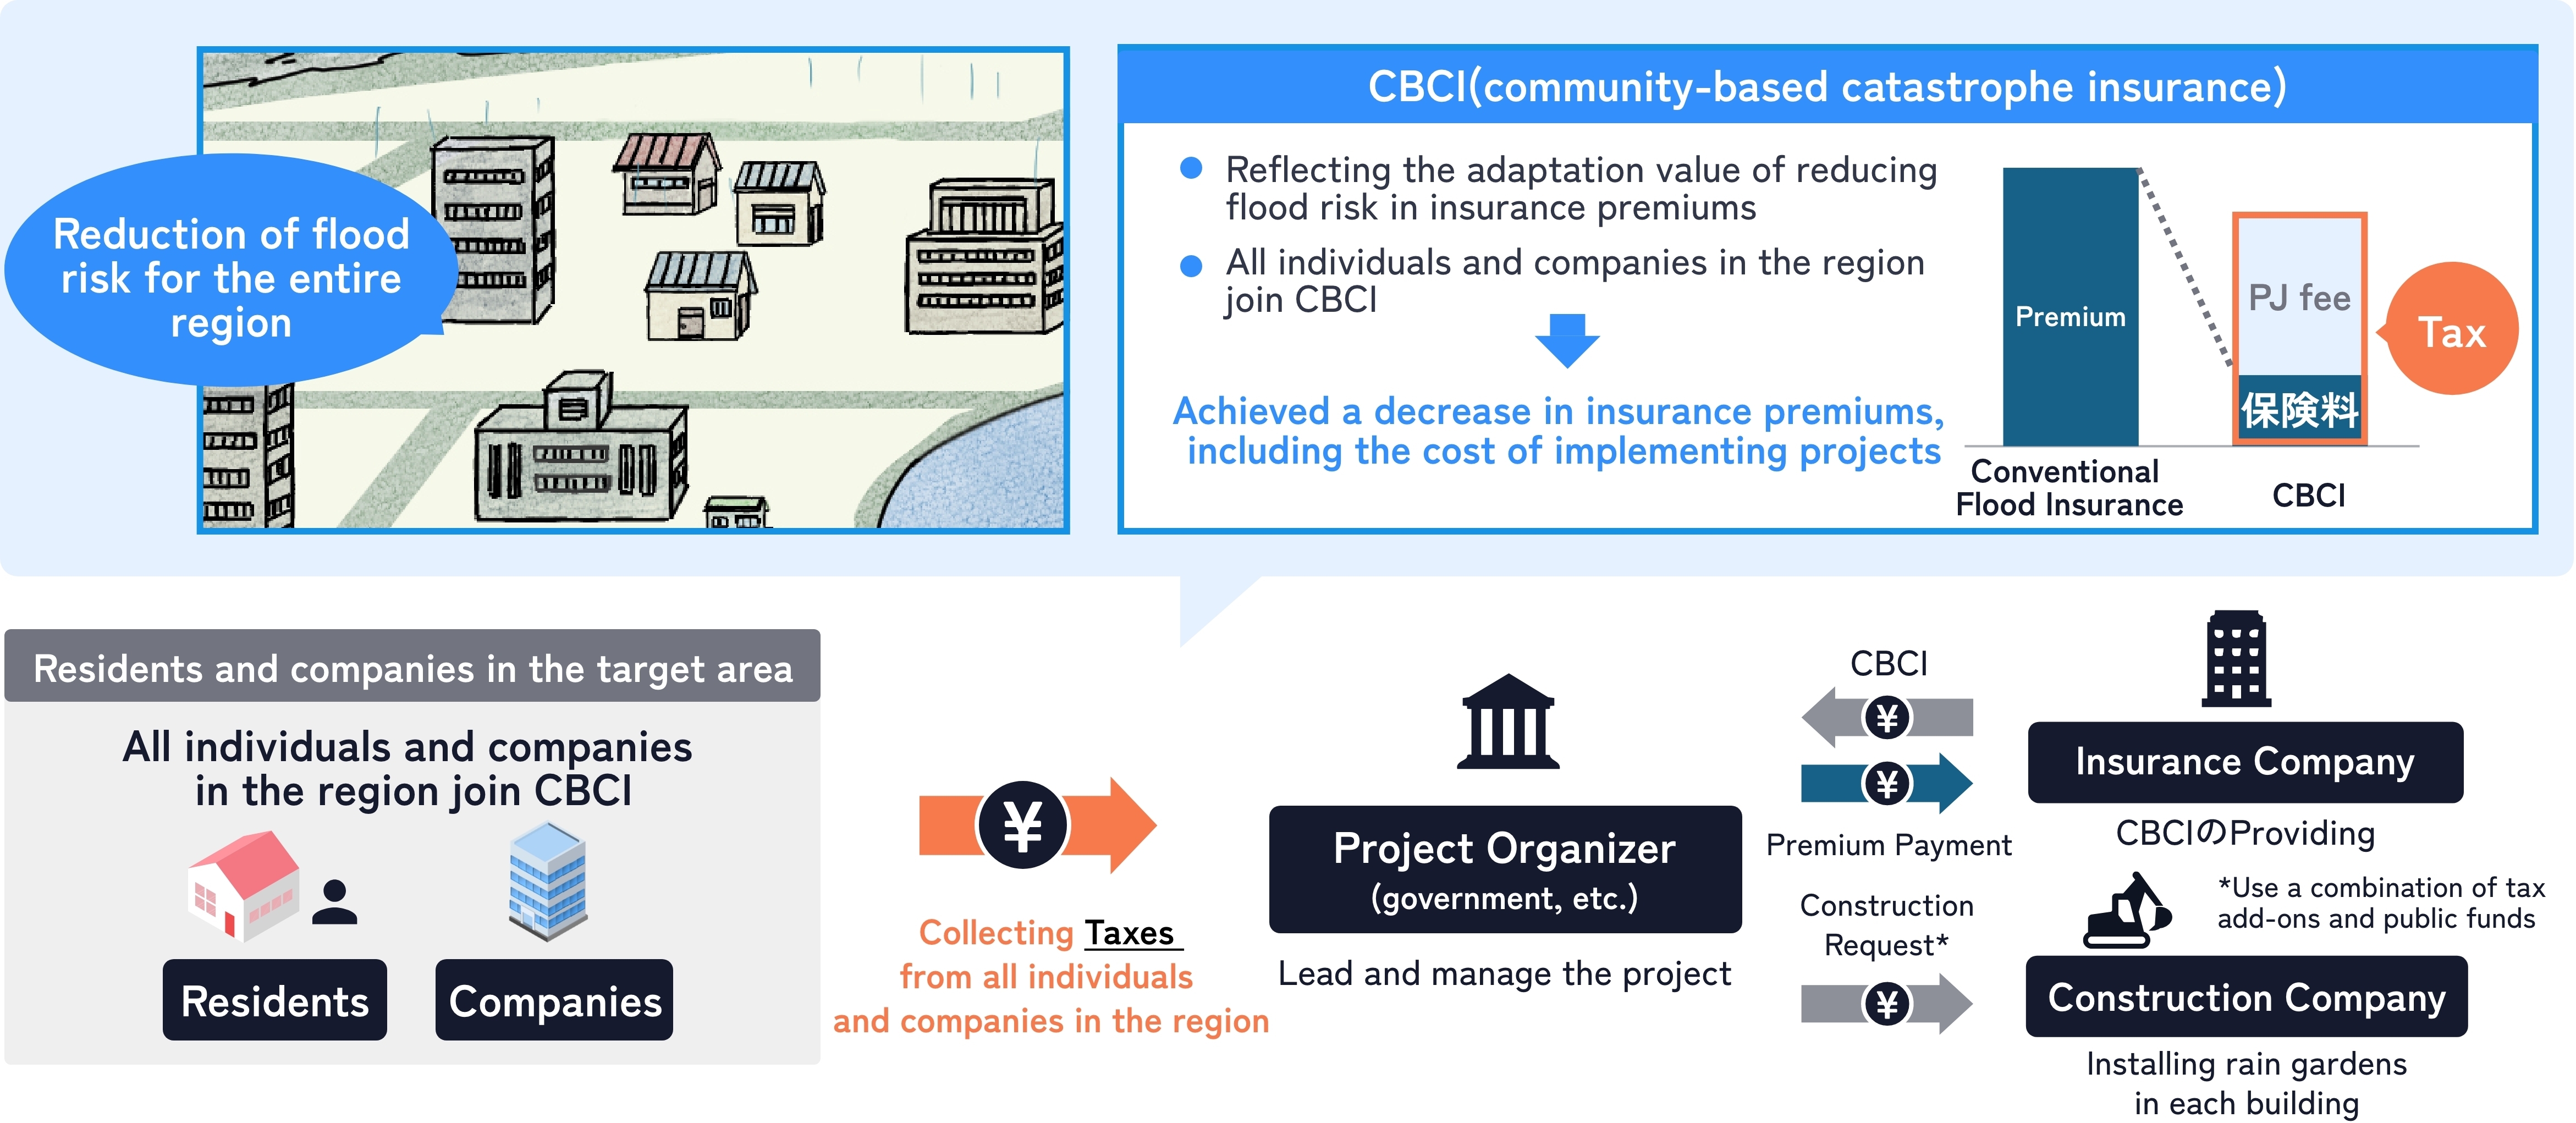 Reduction of flood
risk for the entire
region
CBCI(community-based catastrophe insurance)
Reflecting the adaptation value of reducing
flood risk in insurance premiums
All individuals and companies in the region
join CBCI
Achieved a decrease in insurance premiums,
including the cost of implementing projects
Premium
PJ fee
保険料
Tax
Conventional
Flood Insurance
CBCI
Residents and companies in the target area
All individuals and companies
in the region join CBCI
Residents
Companies
¥
Collecting Taxes
from all individuals
and companies in the region
Project Organizer
(government, etc.)
Lead and manage the project
CBCI
¥
¥
Premium Payment
Construction
Request*
¥
Insurance Company
CBCIのProviding
*Use a combination of tax
add-ons and public funds
Construction Company
Installing rain gardens
in each building